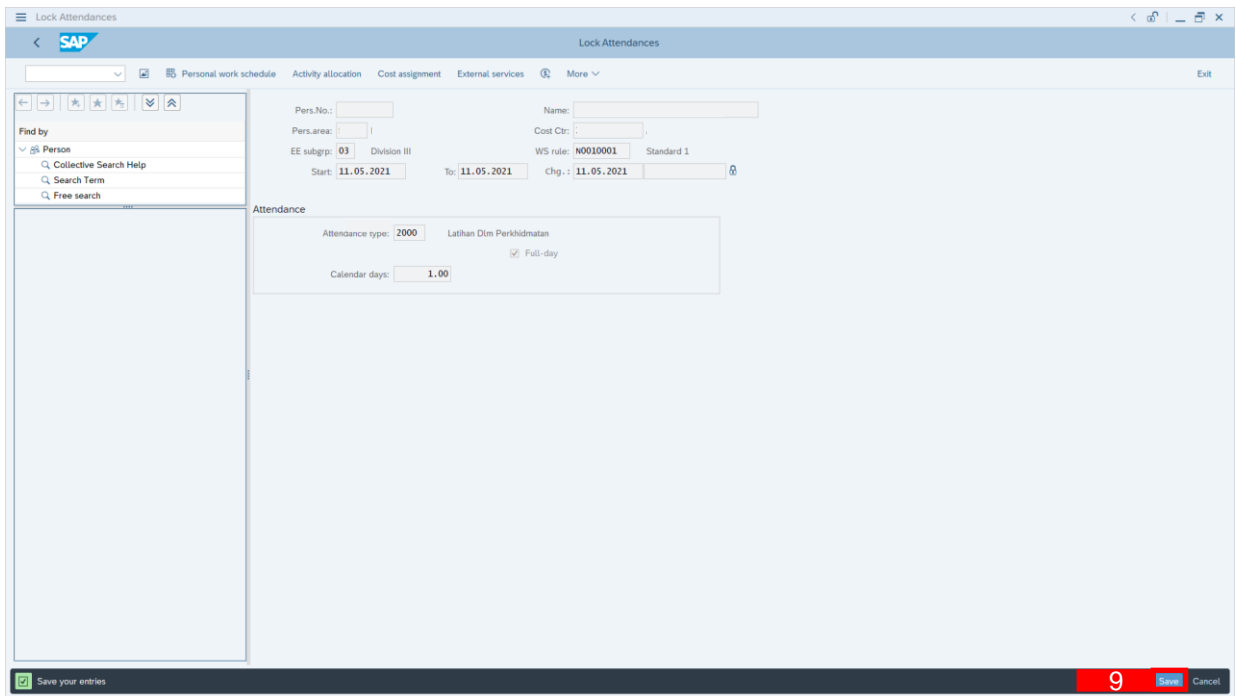 Lock Attendances
SAP
Lock Attendances
Personal work schedule Activity allocation Cost assignment External services More Exit
Pers.No.: Name:
Find by
Pers.area: Cost Ctr:
Person
EE subgrp: 03 Division III WS rule: N0010001 Standard 1
Collective Search Help
Start: 11.05.2021 To: 11.05.2021 Chg.: 11.05.2021
Search Term
Free search
Attendance
Attendance type: 2000 Latihan Dlm Perkhidmatan
Full-day
Calendar days: 1.00
Save your entries 9 Save Cancel